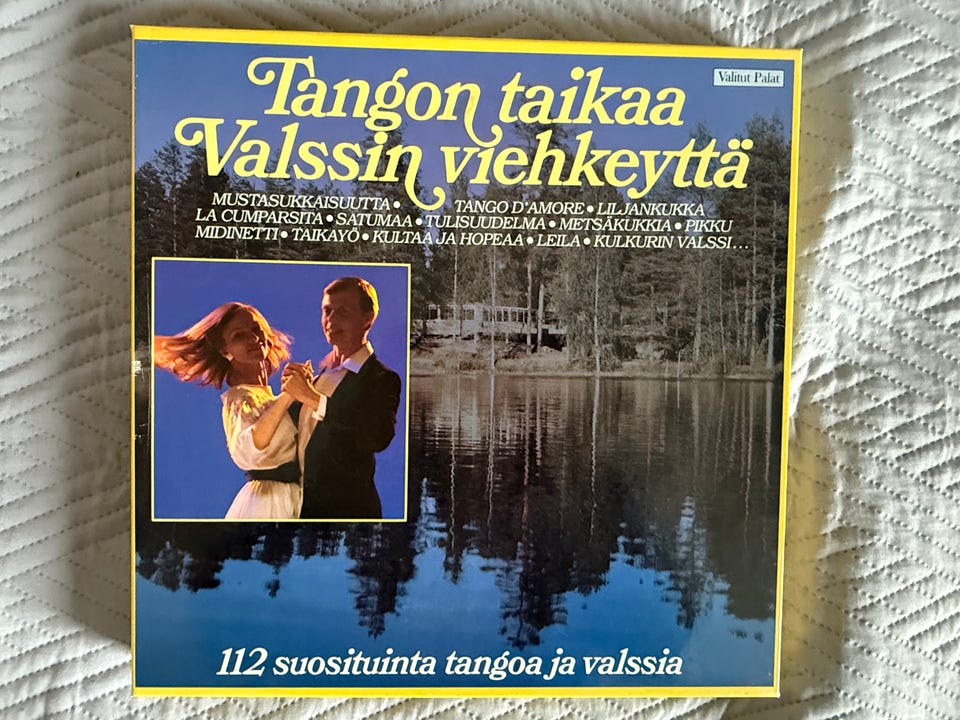 Valitut Palat
Tangon taikaa
Valssin viehkeyttä
MUSTASUKKAISUUTTA • TANGO D'AMORE • LILJANKUKKA
LA CUMPARSITA • SATUMAA • TULISUUDELMA • METSÄKUKKIA • PIKKU
MIDINETTI • TAIKAYÖ • KULTAA JA HOPEAA • LEILA • KULKURIN VALSSI...
112 suosituinta tangoa ja valssia